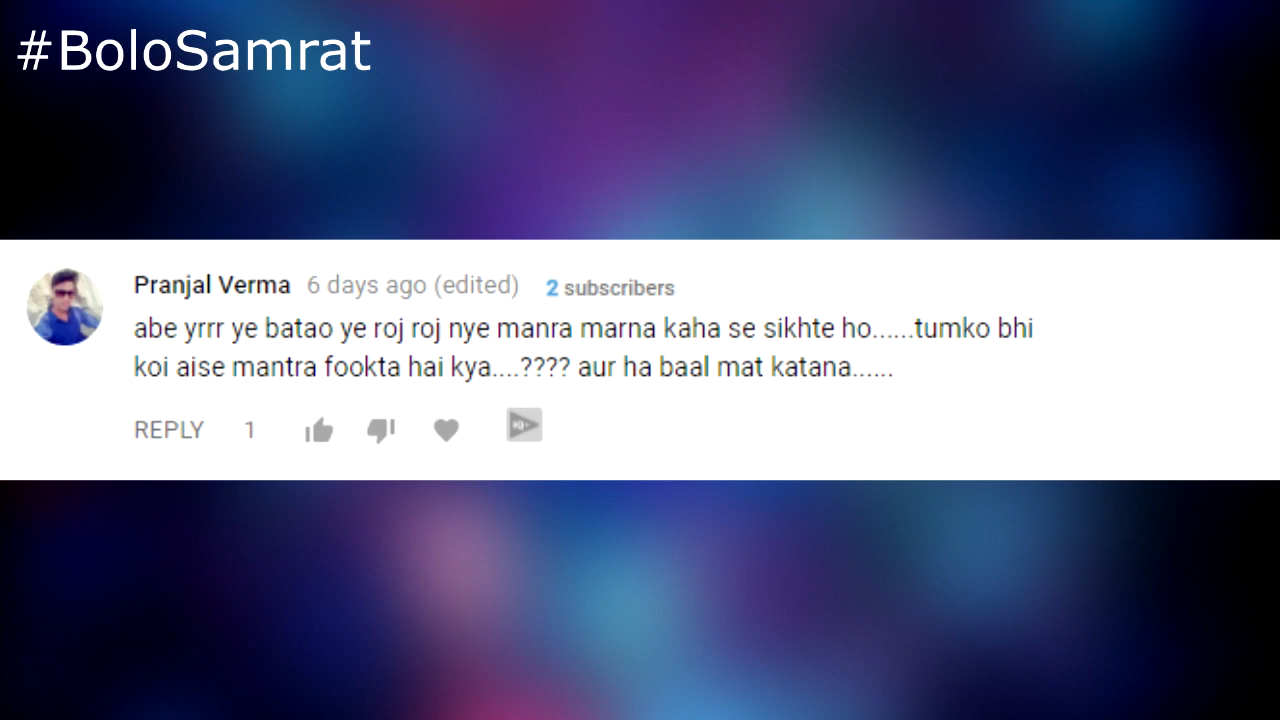 #BoloSamrat
Pranjal Verma 6 days ago (edited) 2 subscribers
abe yrrr ye batao ye roj roj nye manra marna kaha se sikhte ho......tumko bhi
koi aise mantra fookta hai kya....???? aur ha baal mat katana......
REPLY 1